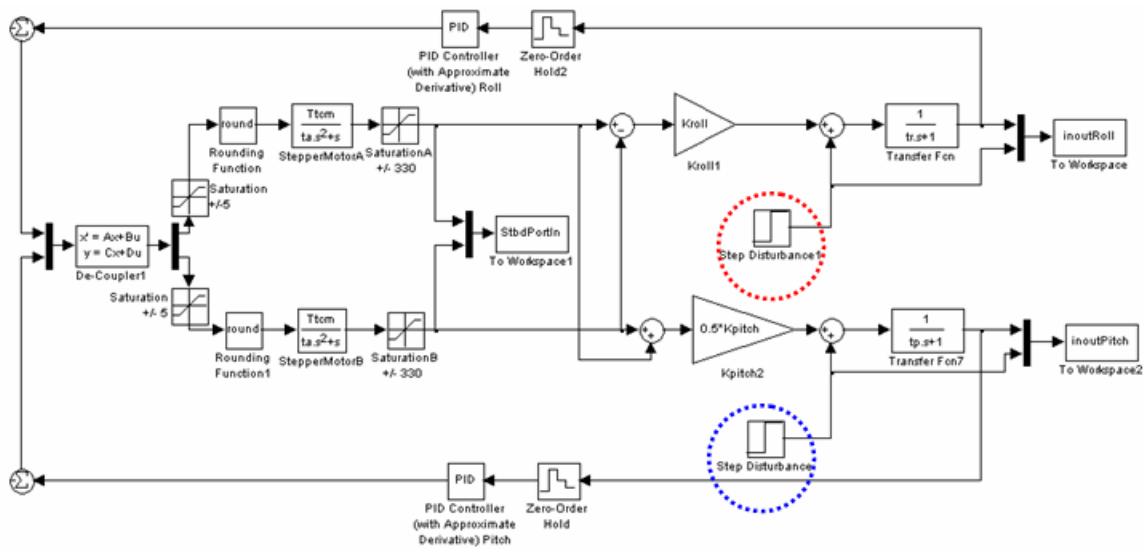 Σ
PID
PID Controller
(with Approximate
Derivative) Roll
Zero-Order
Hold2
round
Rounding
Function
Ttcm
ta.s²+s
StepperMotorA
SaturationA
+/- 330
Saturation
+/-5
x' = Ax+Bu
y = Cx+Du
De-Coupler1
Saturation
+/- 5
round
Rounding
Function1
Ttcm
ta.s²+s
StepperMotorB
SaturationB
+/- 330
StbdPortIn
To Workspace1
−
Kroll
Kroll1
+
+
1
tr.s+1
Transfer Fcn
inoutRoll
To Workspace
Step Disturbance1
+
+
0.5*Kpitch
Kpitch2
+
+
1
tp.s+1
Transfer Fcn7
inoutPitch
To Workspace2
Step Disturbance
Σ
PID
PID Controller
(with Approximate
Derivative) Pitch
Zero-Order
Hold